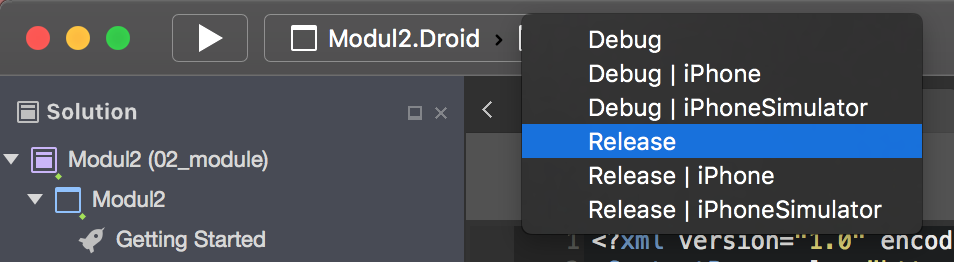 Modul2.Droid
Debug
Debug | iPhone
Debug | iPhoneSimulator
Release
Release | iPhone
Release | iPhoneSimulator
Solution
Modul2 (02_module)
Modul2
Getting Started
1 <?xml version="1.0" encod